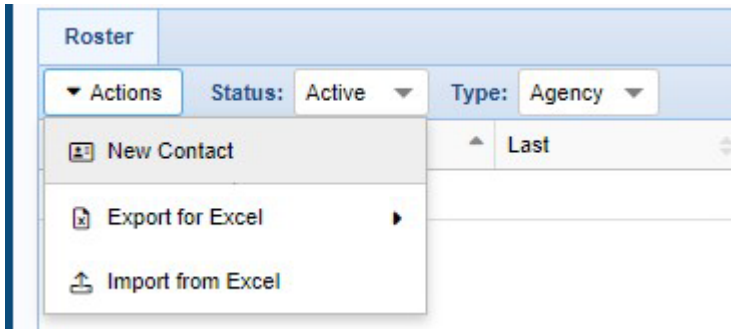 Roster
Actions Status: Active Type: Agency
New Contact Last
Export for Excel
Import from Excel